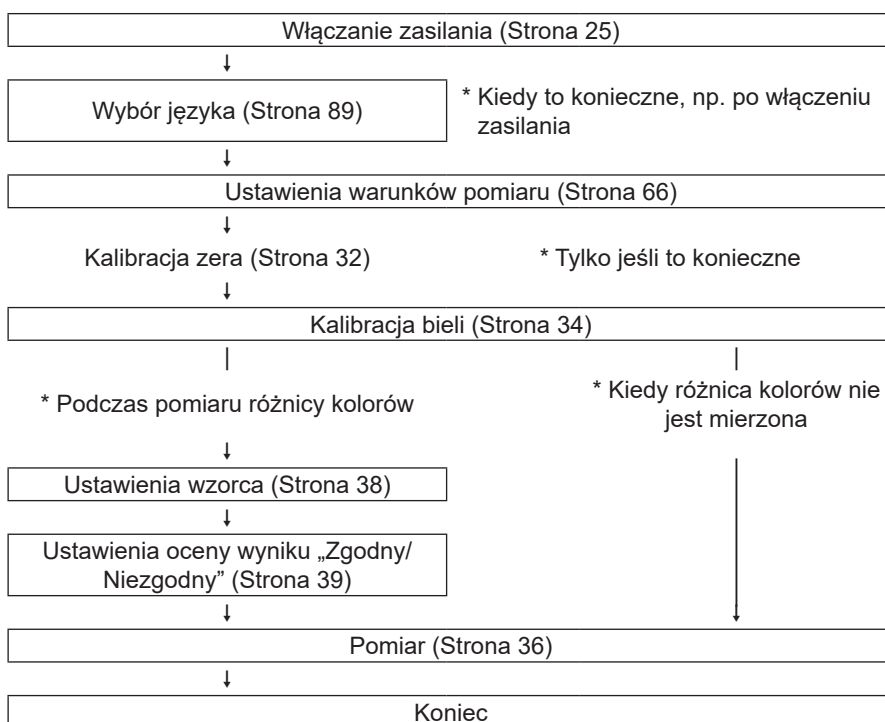 Włączanie zasilania (Strona 25)
Wybór języka (Strona 89)
* Kiedy to konieczne, np. po włączeniu
zasilania
Ustawienia warunków pomiaru (Strona 66)
Kalibracja zera (Strona 32)
* Tylko jeśli to konieczne
Kalibracja bieli (Strona 34)
* Podczas pomiaru różnicy kolorów
* Kiedy różnica kolorów nie
jest mierzona
Ustawienia wzorca (Strona 38)
Ustawienia oceny wyniku „Zgodny/
Niezgodny” (Strona 39)
Pomiar (Strona 36)
Koniec